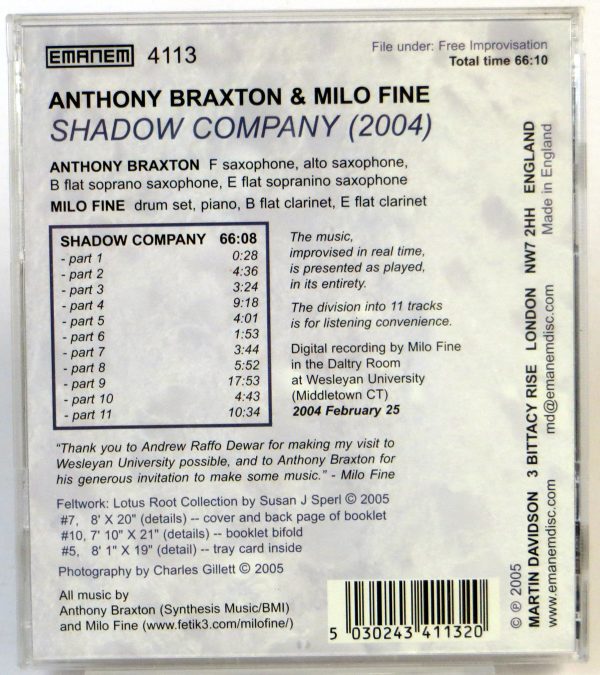 EMANEM 4113
File under: Free Improvisation
Total time 66:10
ANTHONY BRAXTON & MILO FINE
SHADOW COMPANY (2004)
ANTHONY BRAXTON F saxophone, alto saxophone,
B flat soprano saxophone, E flat sopranino saxophone
MILO FINE drum set, piano, B flat clarinet, E flat clarinet
SHADOW COMPANY 66:08
- part 1 0:28
- part 2 4:36
- part 3 3:24
- part 4 9:18
- part 5 4:01
- part 6 1:53
- part 7 3:44
- part 8 5:52
- part 9 17:53
- part 10 4:43
- part 11 10:34
The music,
improvised in real time,
is presented as played,
in its entirety.
The division into 11 tracks
is for listening convenience.
Digital recording by Milo Fine
in the Daltry Room
at Wesleyan University
(Middletown CT)
2004 February 25
"Thank you to Andrew Raffo Dewar for making my visit to
Wesleyan University possible, and to Anthony Braxton for
his generous invitation to make some music." - Milo Fine
Feltwork: Lotus Root Collection by Susan J Sperl © 2005
#7, 8' X 20" (details) -- cover and back page of booklet
#10, 7' 10" X 21" (details) -- booklet bifold
#5, 8' 1" X 19" (detail) -- tray card inside
Photography by Charles Gillett © 2005
All music by
Anthony Braxton (Synthesis Music/BMI)
and Milo Fine (www.fetik3.com/milofine/)
5 030243 411320
© ℗ 2005 Made in England
MARTIN DAVIDSON 3 BITTACY RISE LONDON NW7 2HH ENGLAND
www.emanemdisc.com md@emanemdisc.com